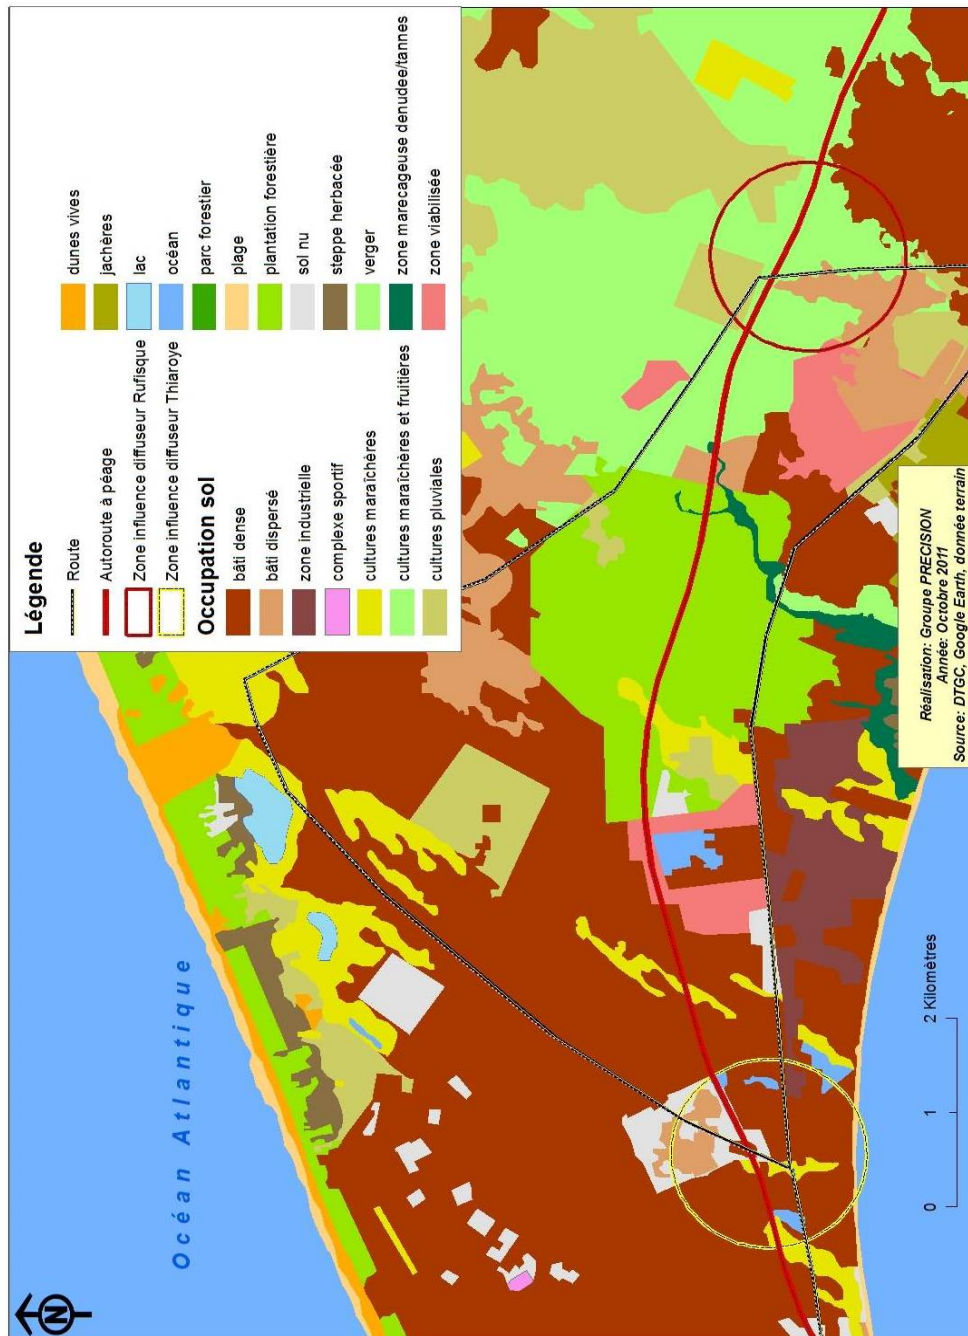 Légende
Route
Autoroute à péage
Zone influence diffuseur Rufisque
Zone influence diffuseur Thiaroye
Occupation sol
bâti dense
bâti dispersé
zone industrielle
complexe sportif
cultures maraîchères
cultures maraîchères et fruitières
cultures pluviales
dunes vives
jachères
lac
océan
parc forestier
plage
plantation forestière
sol nu
steppe herbacée
verger
zone marecageuse denudee/tannes
zone viabilisée
N
Océan Atlantique
0 1 2 Kilomètres
Réalisation: Groupe PRECISION
Année: Octobre 2011
Source: DTGC, Google Earth, donnée terrain